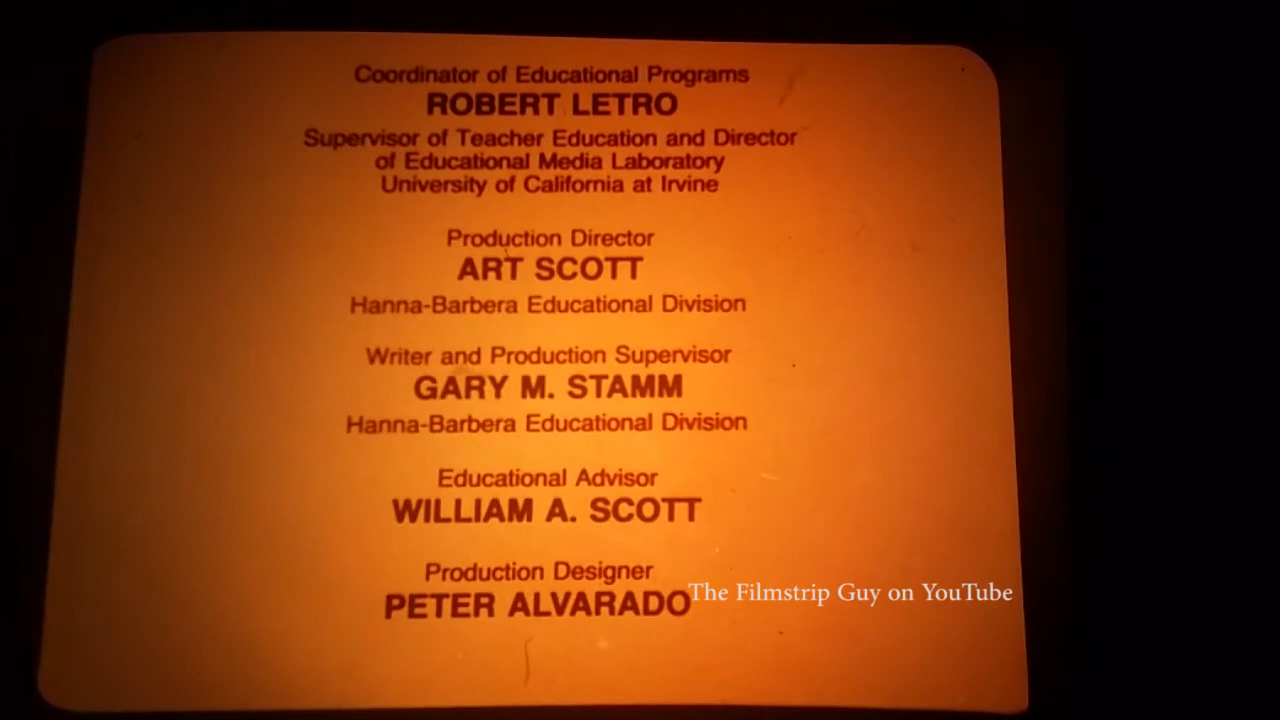 Coordinator of Educational Programs
ROBERT LETRO
Supervisor of Teacher Education and Director
of Educational Media Laboratory
University of California at Irvine
Production Director
ART SCOTT
Hanna-Barbera Educational Division
Writer and Production Supervisor
GARY M. STAMM
Hanna-Barbera Educational Division
Educational Advisor
WILLIAM A. SCOTT
Production Designer
PETER ALVARADO
The Filmstrip Guy on YouTube